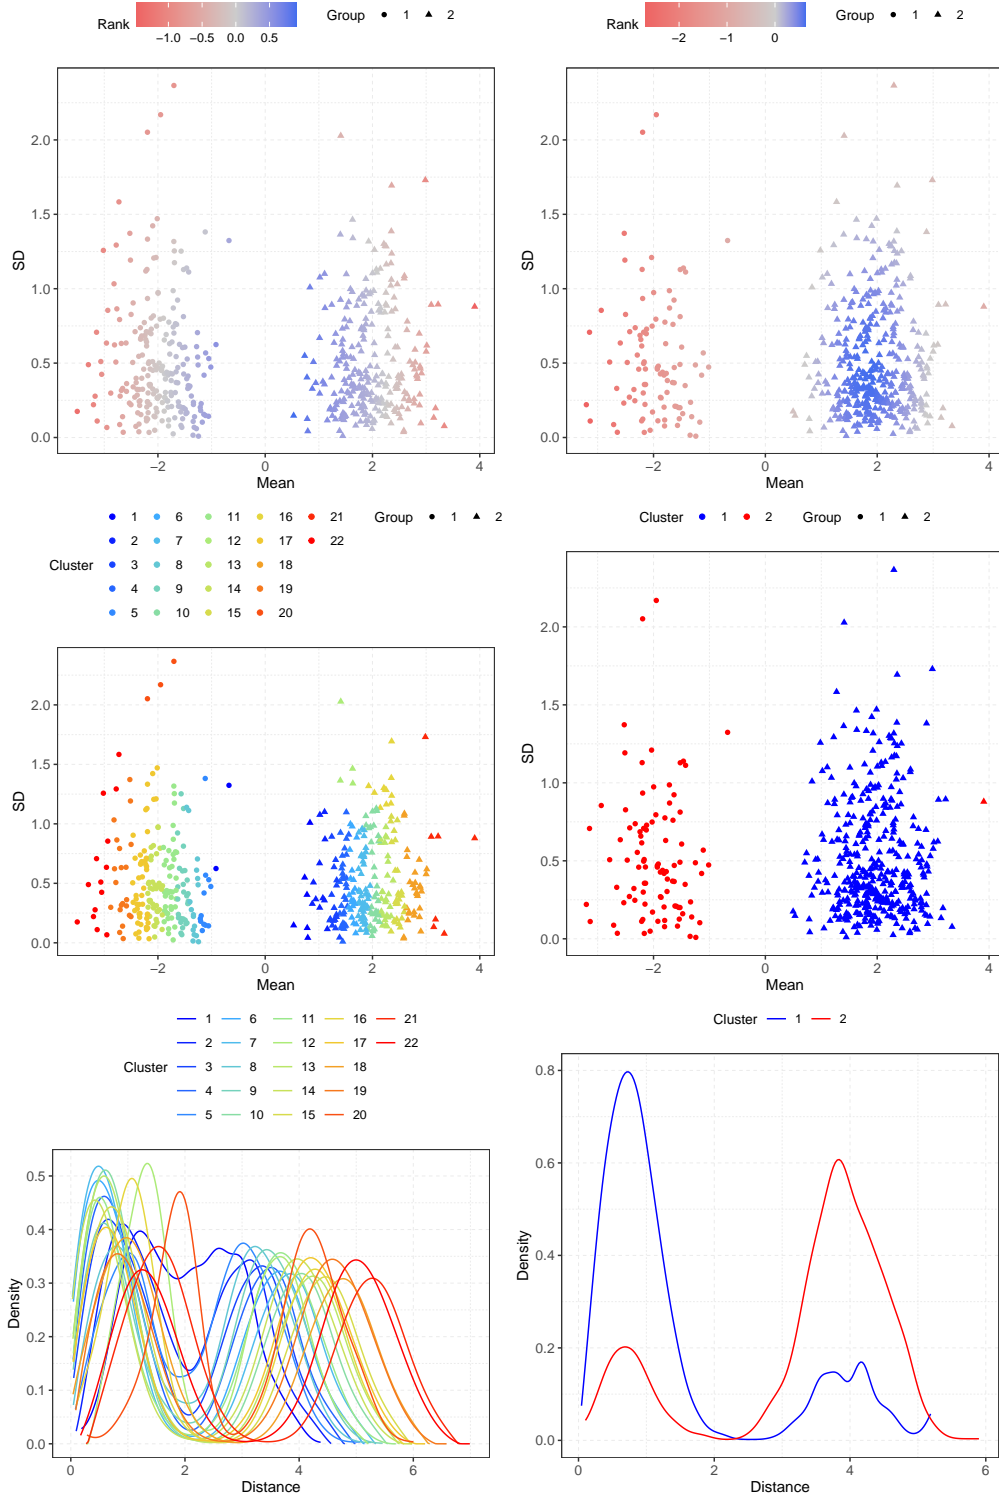 Rank −1.0 −0.5 0.0 0.5 Group 1 2
SD
2.0
1.5
1.0
0.5
0.0
−2 0 2 4
Mean
Rank −2 −1 0 Group 1 2
SD
2.0
1.5
1.0
0.5
0.0
−2 0 2 4
Mean
1 6 11 16 21 Group 1 2
2 7 12 17 22
Cluster 3 8 13 18
4 9 14 19
5 10 15 20
SD
2.0
1.5
1.0
0.5
0.0
−2 0 2 4
Mean
Cluster 1 2 Group 1 2
SD
2.0
1.5
1.0
0.5
0.0
−2 0 2 4
Mean
1 6 11 16 21
2 7 12 17 22
Cluster 3 8 13 18
4 9 14 19
5 10 15 20
Density
0.5
0.4
0.3
0.2
0.1
0.0
0 2 4 6
Distance
Cluster 1 2
Density
0.8
0.6
0.4
0.2
0.0
0 2 4 6
Distance